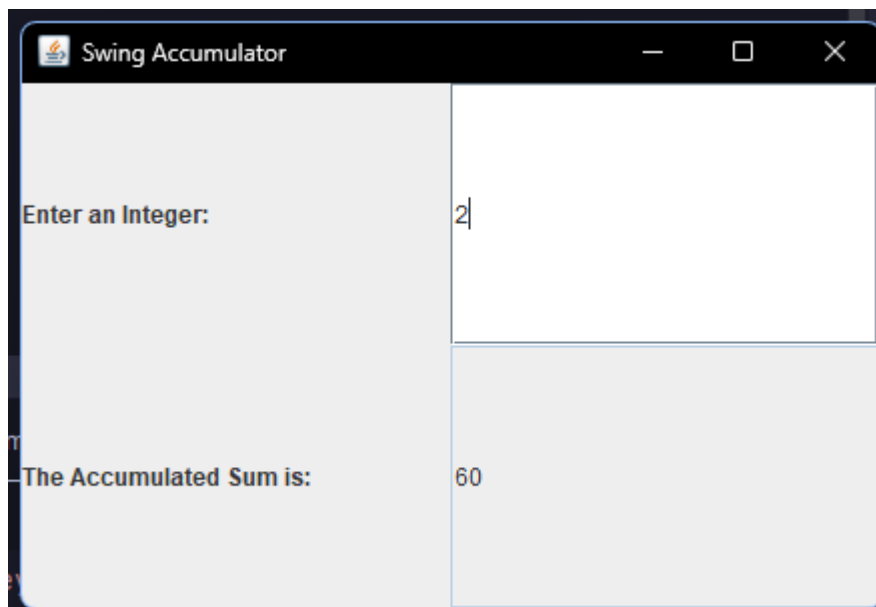 Swing Accumulator
Enter an Integer:
2
The Accumulated Sum is:
60